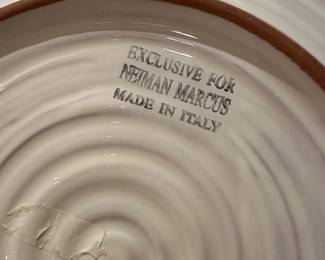 EXCLUSIVE FOR
NEIMAN MARCUS
MADE IN ITALY